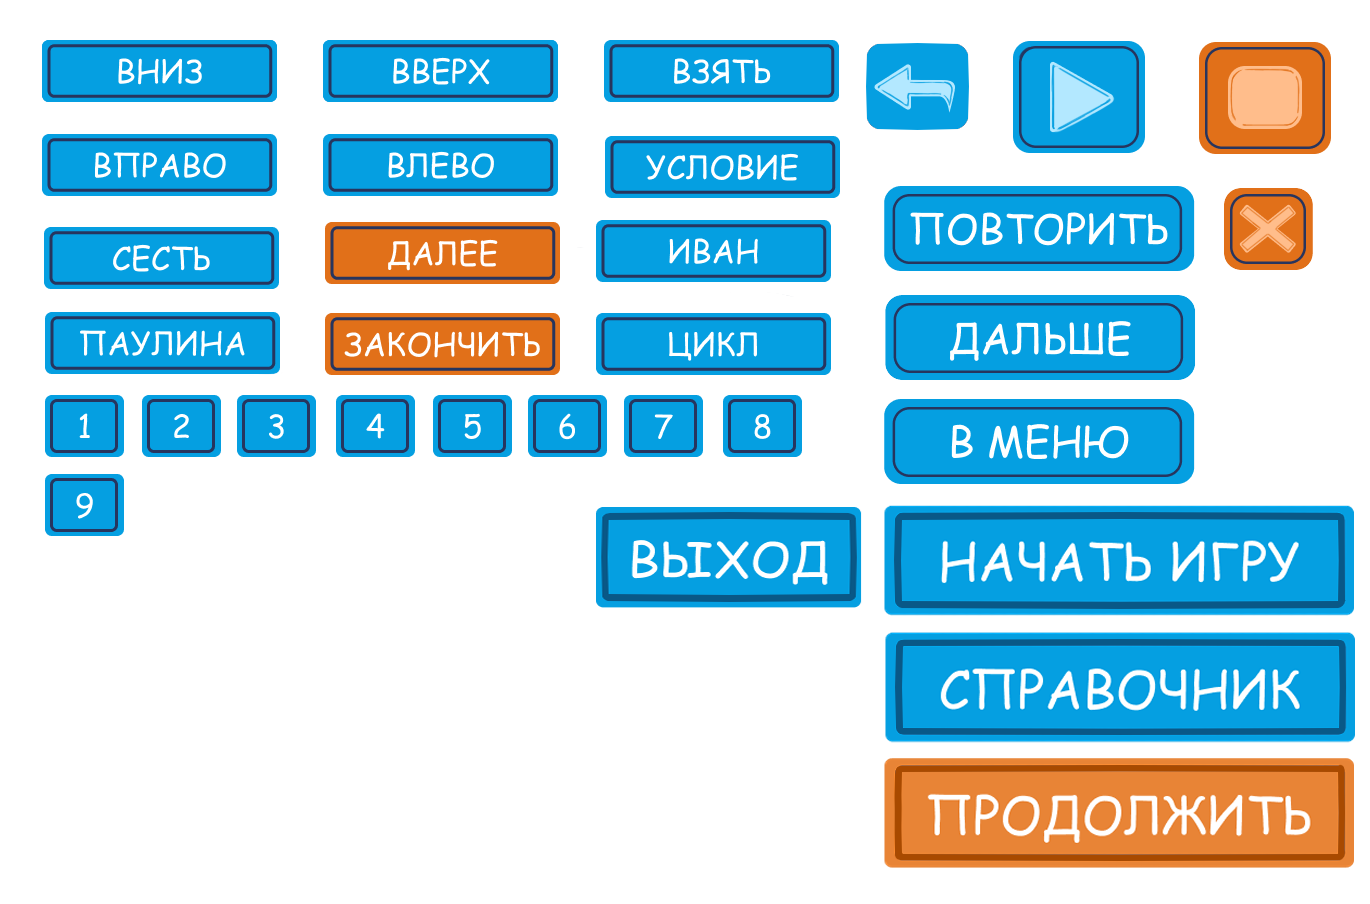 ВНИЗ
ВВЕРХ
ВЗЯТЬ
ВПРАВО
ВЛЕВО
УСЛОВИЕ
СЕСТЬ
ДАЛЕЕ
ИВАН
ПАУЛИНА
ЗАКОНЧИТЬ
ЦИКЛ
1
2
3
4
5
6
7
8
9
ПОВТОРИТЬ
ДАЛЬШЕ
В МЕНЮ
ВЫХОД
НАЧАТЬ ИГРУ
СПРАВОЧНИК
ПРОДОЛЖИТЬ